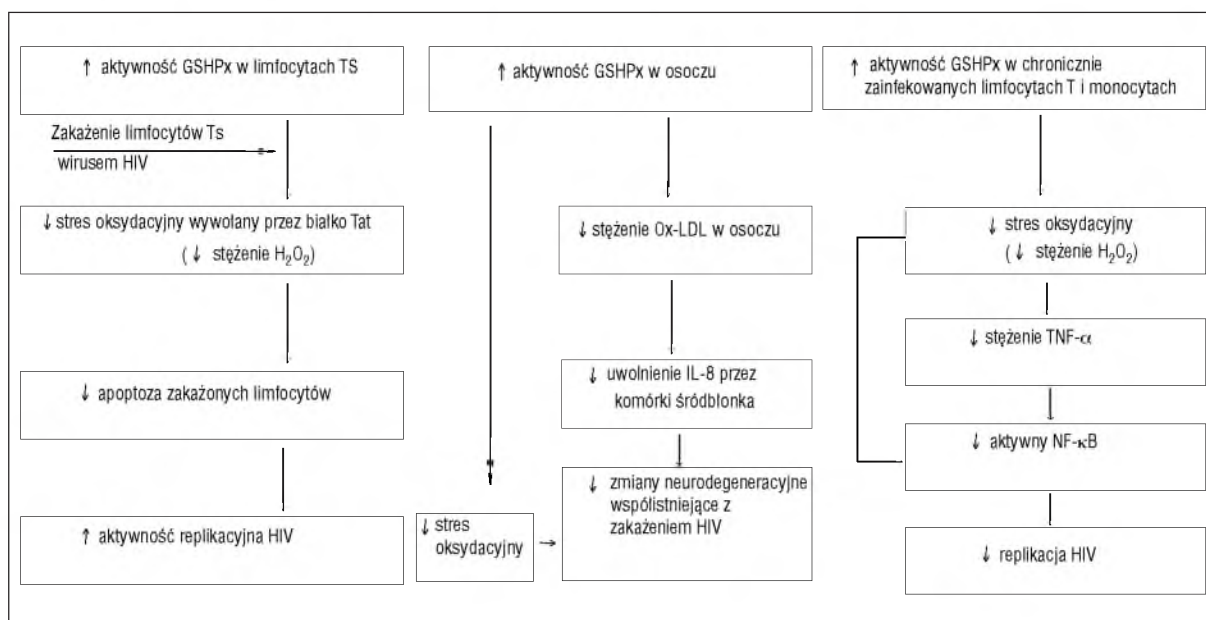 ↑ aktywność GSHPx w limfocytach TS
Zakażenie limfocytów Ts
wirusem HIV
↓ stres oksydacyjny wywołany przez białko Tat
(↓ stężenie H₂O₂)
↓ apoptoza zakażonych limfocytów
↑ aktywność replikacyjna HIV
↑ aktywność GSHPx w osoczu
↓ stężenie Ox-LDL w osoczu
↓ uwolnienie IL-8 przez
komórki śródbłonka
↓ zmiany neurodegeneracyjne
współistniejące z
zakażeniem HIV
↓ stres
oksydacyjny →
↑ aktywność GSHPx w chronicznie
zainfekowanych limfocytach T i monocytach
↓ stres oksydacyjny
(↓ stężenie H₂O₂)
↓ stężenie TNF-α
↓ aktywny NF-κB
↓ replikacja HIV